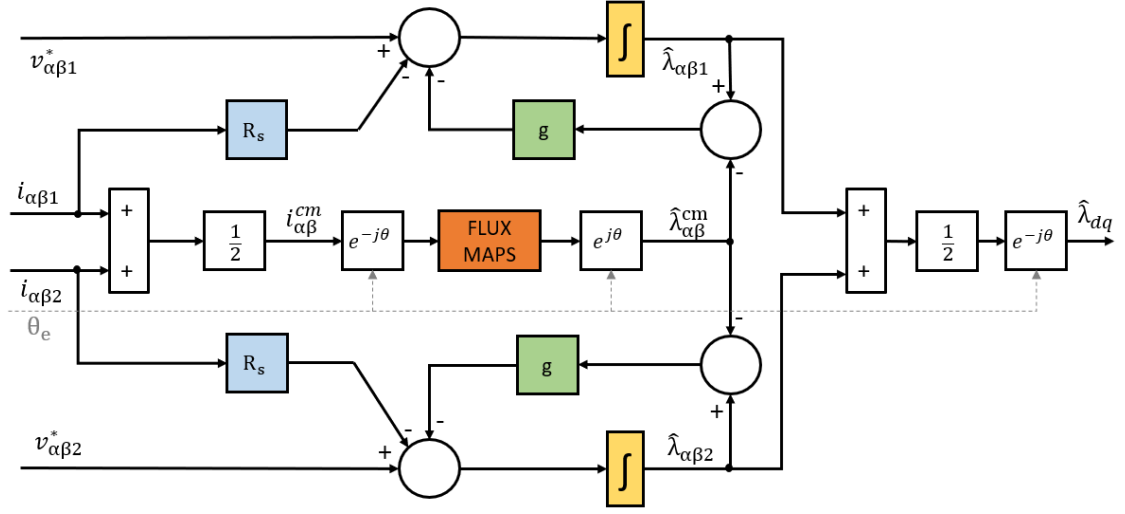 + - - ∫ +
v*αβ1 λ̂αβ1
Rs g
-
iαβ1 + 1/2 i^cm_αβ e^−jθ FLUX MAPS e^jθ λ̂^cm_αβ + 1/2 e^−jθ λ̂dq
iαβ2 + +
θe
-
Rs g
+ - - +
v*αβ2 ∫ λ̂αβ2